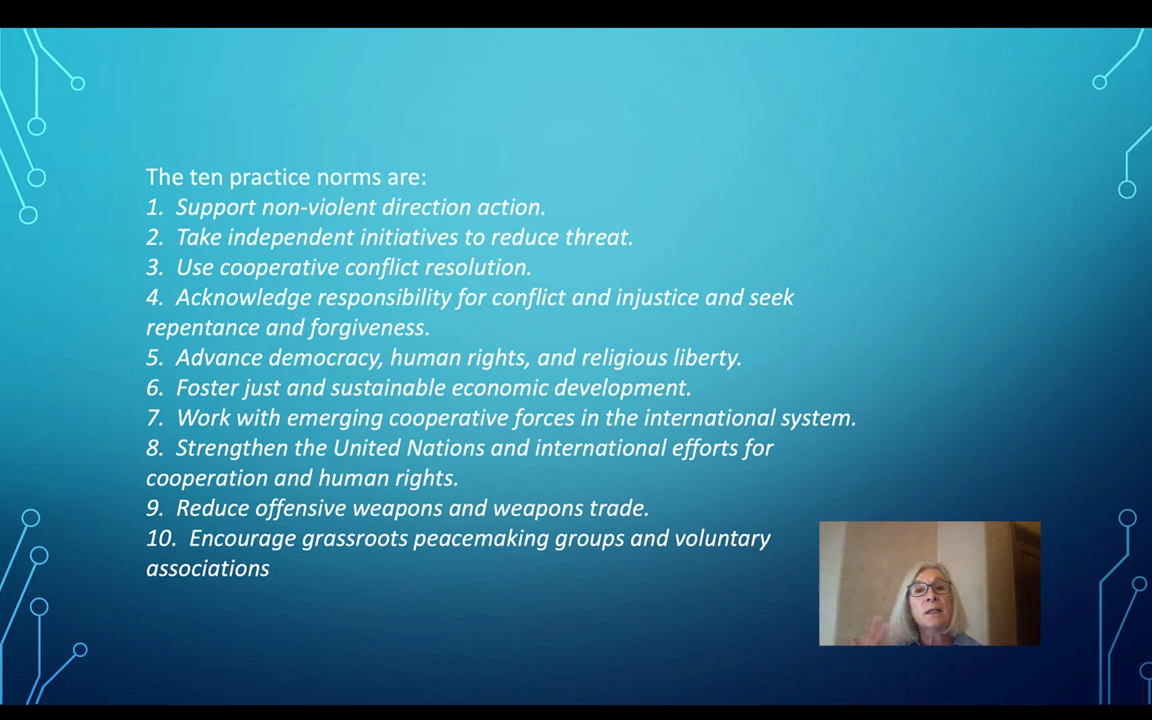 The ten practice norms are:
1. Support non-violent direction action.
2. Take independent initiatives to reduce threat.
3. Use cooperative conflict resolution.
4. Acknowledge responsibility for conflict and injustice and seek
repentance and forgiveness.
5. Advance democracy, human rights, and religious liberty.
6. Foster just and sustainable economic development.
7. Work with emerging cooperative forces in the international system.
8. Strengthen the United Nations and international efforts for
cooperation and human rights.
9. Reduce offensive weapons and weapons trade.
10. Encourage grassroots peacemaking groups and voluntary
associations